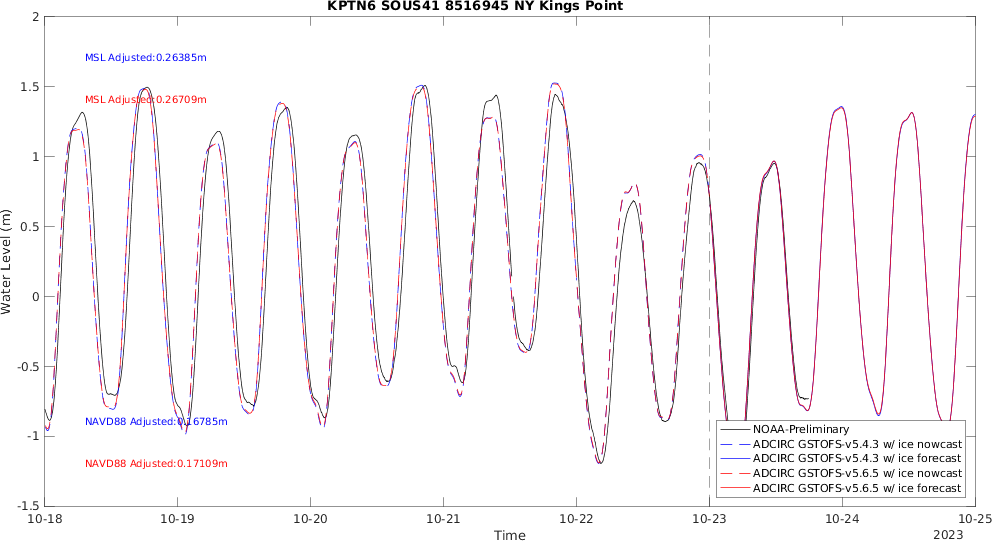 KPTN6 SOUS41 8516945 NY Kings Point
2
1.5
1
0.5
0
-0.5
-1
-1.5
Water Level (m)
MSL Adjusted:0.26385m
MSL Adjusted:0.26709m
NAVD88 Adjusted:0.16785m
NAVD88 Adjusted:0.17109m
NOAA-Preliminary
ADCIRC GSTOFS-v5.4.3 w/ ice nowcast
ADCIRC GSTOFS-v5.4.3 w/ ice forecast
ADCIRC GSTOFS-v5.6.5 w/ ice nowcast
ADCIRC GSTOFS-v5.6.5 w/ ice forecast
10-18 10-19 10-20 10-21 10-22 10-23 10-24 10-25
Time
2023